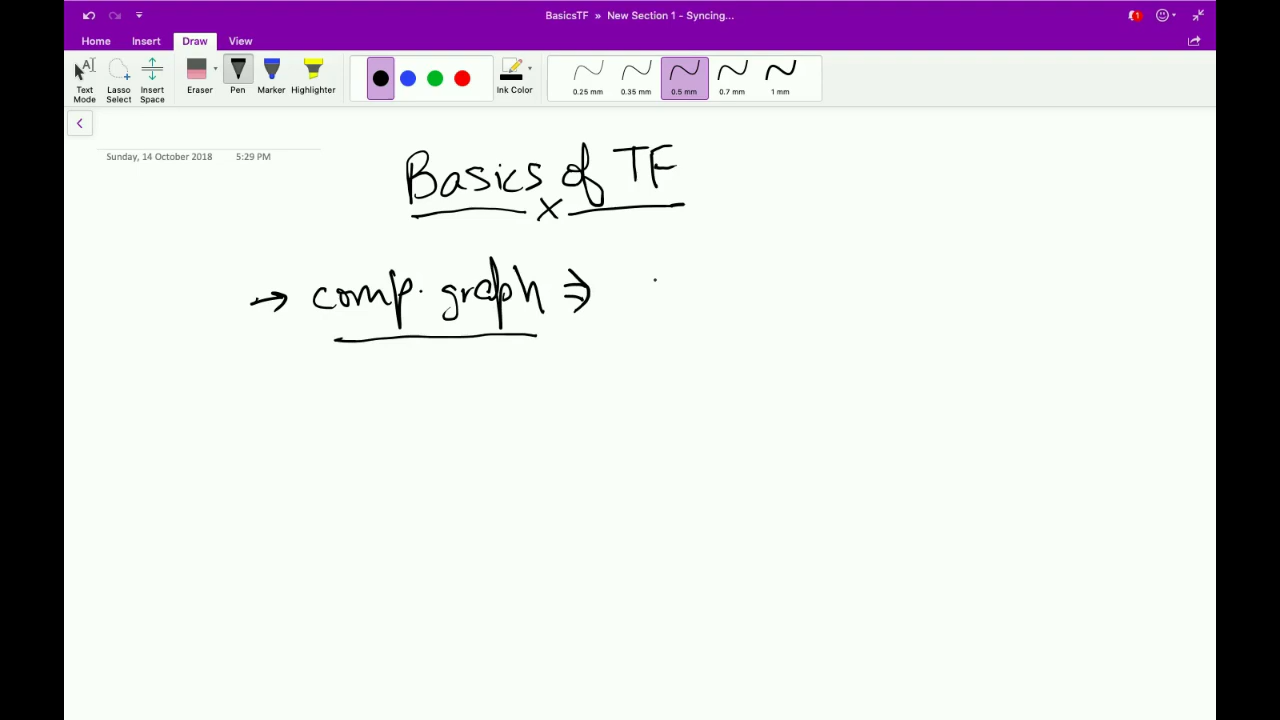 BasicsTF » New Section 1 - Syncing...
1
Home Insert Draw View
Text Mode Lasso Select Insert Space Eraser Pen Marker Highlighter Ink Color 0.25 mm 0.35 mm 0.5 mm 0.7 mm 1 mm
Sunday, 14 October 2018 5:29 PM
Basics of TF
x
→ comp. graph ⇒